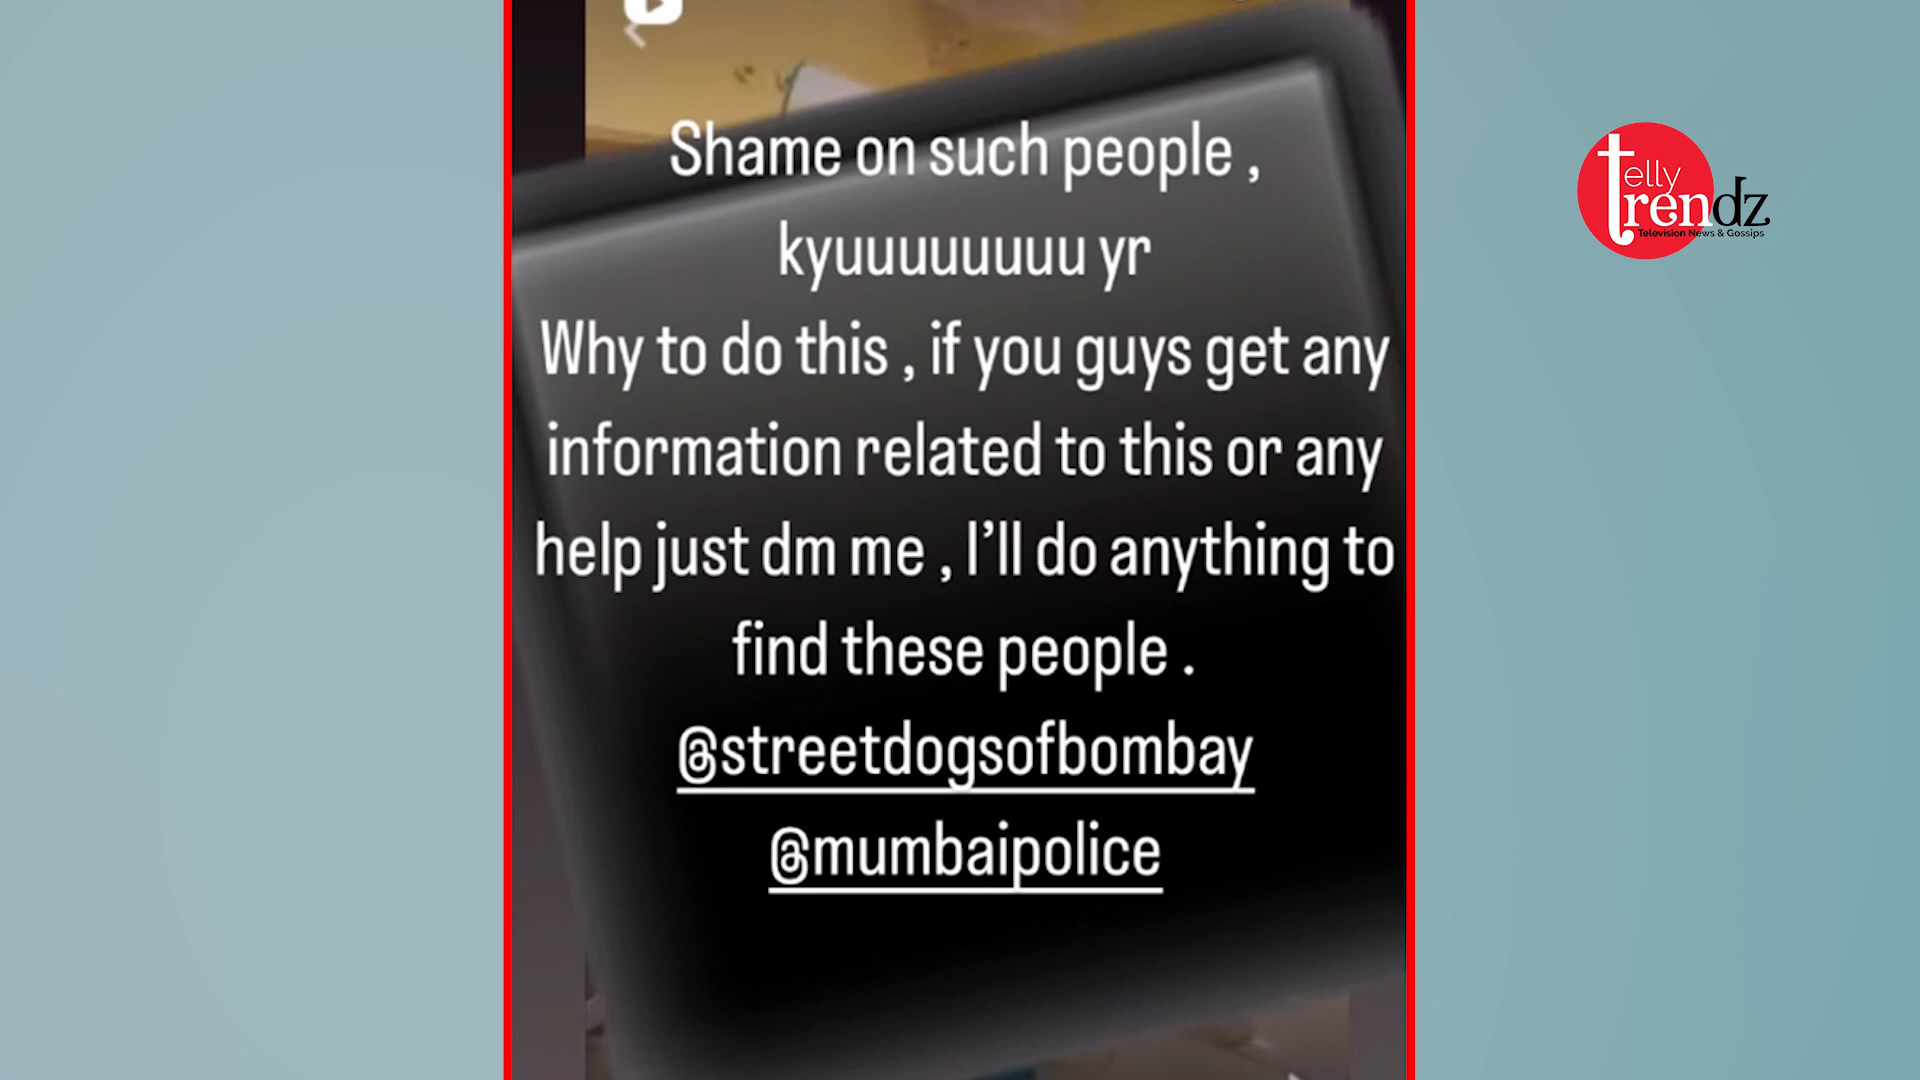 Shame on such people ,
kyuuuuuuuu yr
Why to do this , if you guys get any
information related to this or any
help just dm me , I'll do anything to
find these people .
@streetdogsofbombay
@mumbaipolice
telly
trendz
Television News & Gossips